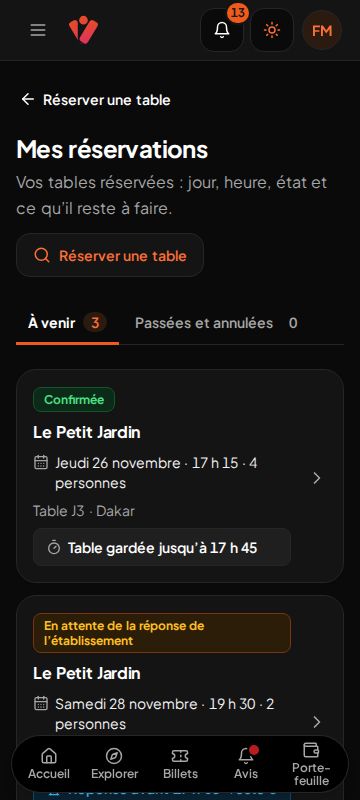 13
FM
Réserver une table
Mes réservations
Vos tables réservées : jour, heure, état et
ce qu’il reste à faire.
Réserver une table
À venir 3 Passées et annulées 0
Confirmée
Le Petit Jardin
Jeudi 26 novembre · 17 h 15 · 4
personnes
Table J3 · Dakar
Table gardée jusqu’à 17 h 45
En attente de la réponse de
l’établissement
Le Petit Jardin
Samedi 28 novembre · 19 h 30 · 2
personnes
Accueil Explorer Billets Avis Porte-
feuille